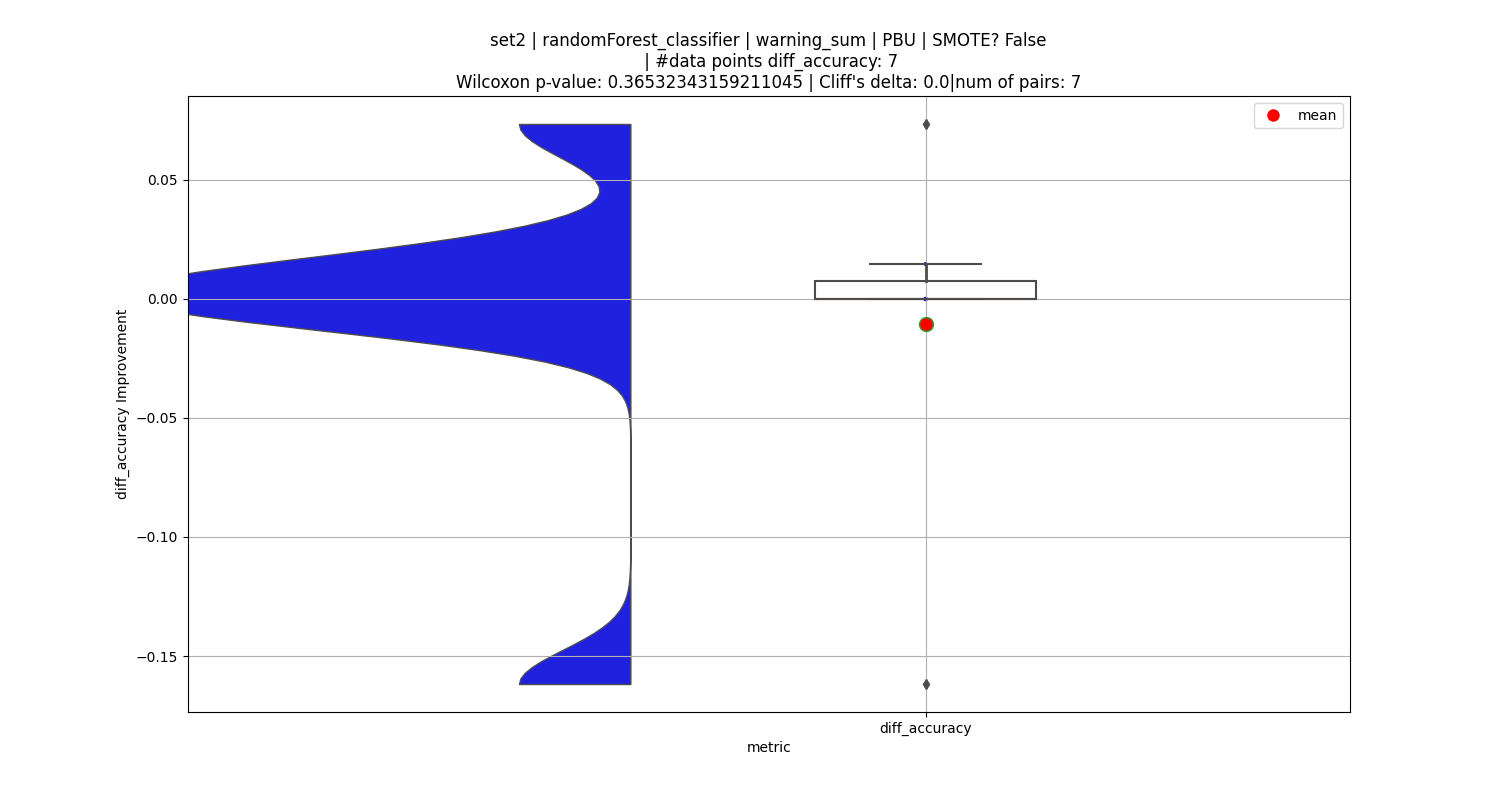 set2 | randomForest_classifier | warning_sum | PBU | SMOTE? False
| #data points diff_accuracy: 7
Wilcoxon p-value: 0.36532343159211045 | Cliff's delta: 0.0|num of pairs: 7
mean
0.05
0.00
−0.05
−0.10
−0.15
diff_accuracy Improvement
diff_accuracy
metric